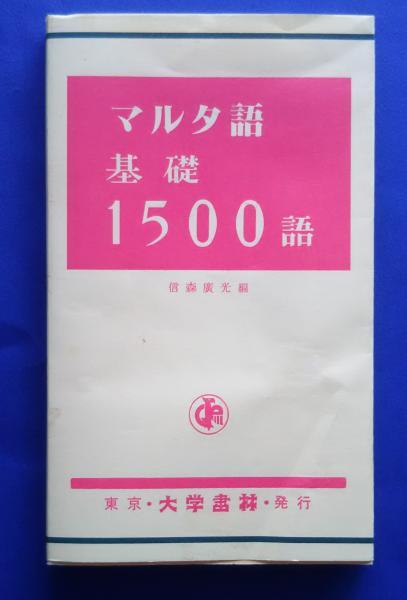 マルタ語
基礎
1500語
信森廣光編
東京・大学書林・発行